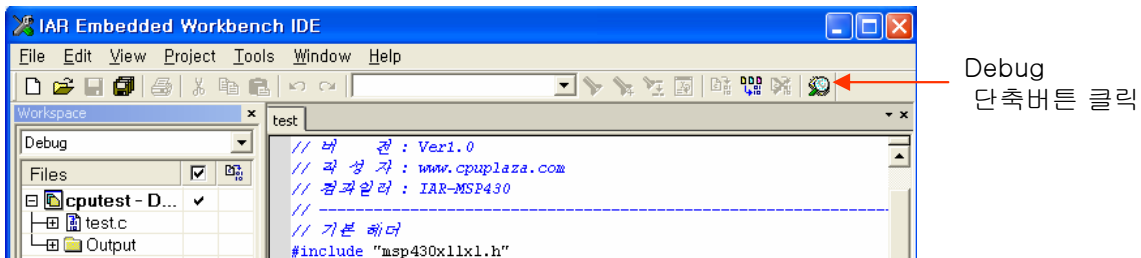 IAR Embedded Workbench IDE
File Edit View Project Tools Window Help
Debug
단축버튼 클릭
Workspace
test
Debug
Files
cputest - D...
test.c
Output
// 버 전 : Ver1.0
// 작 성 자 : www.cpuplaza.com
// 컴파일러 : IAR-MSP430
// ------------------------------------------------------------
// 기본 헤더
#include "msp430x11x1.h"